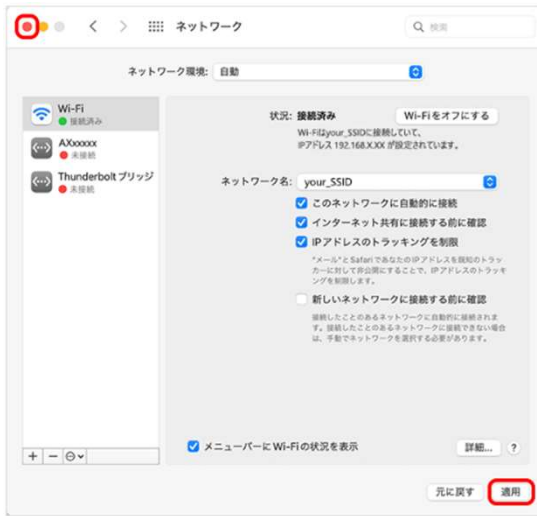 ネットワーク
検索
ネットワーク環境: 自動
Wi-Fi
接続済み
AXxxxxx
未接続
Thunderbolt ブリッジ
未接続
状況: 接続済み
Wi-Fiをオフにする
Wi-Fiはyour_SSIDに接続していて、
IPアドレス 192.168.X.XX が設定されています。
ネットワーク名: your_SSID
このネットワークに自動的に接続
インターネット共有に接続する前に確認
IPアドレスのトラッキングを制限
"メール"とSafariであなたのIPアドレスを既知のトラッ
カーに対して非公開にすることで、IPアドレスのトラッキ
ングを制限します。
新しいネットワークに接続する前に確認
接続したことのあるネットワークに自動的に接続されま
す。接続したことのあるネットワークに接続できない場合
は、手動でネットワークを選択する必要があります。
メニューバーにWi-Fiの状況を表示
詳細...
?
元に戻す
適用